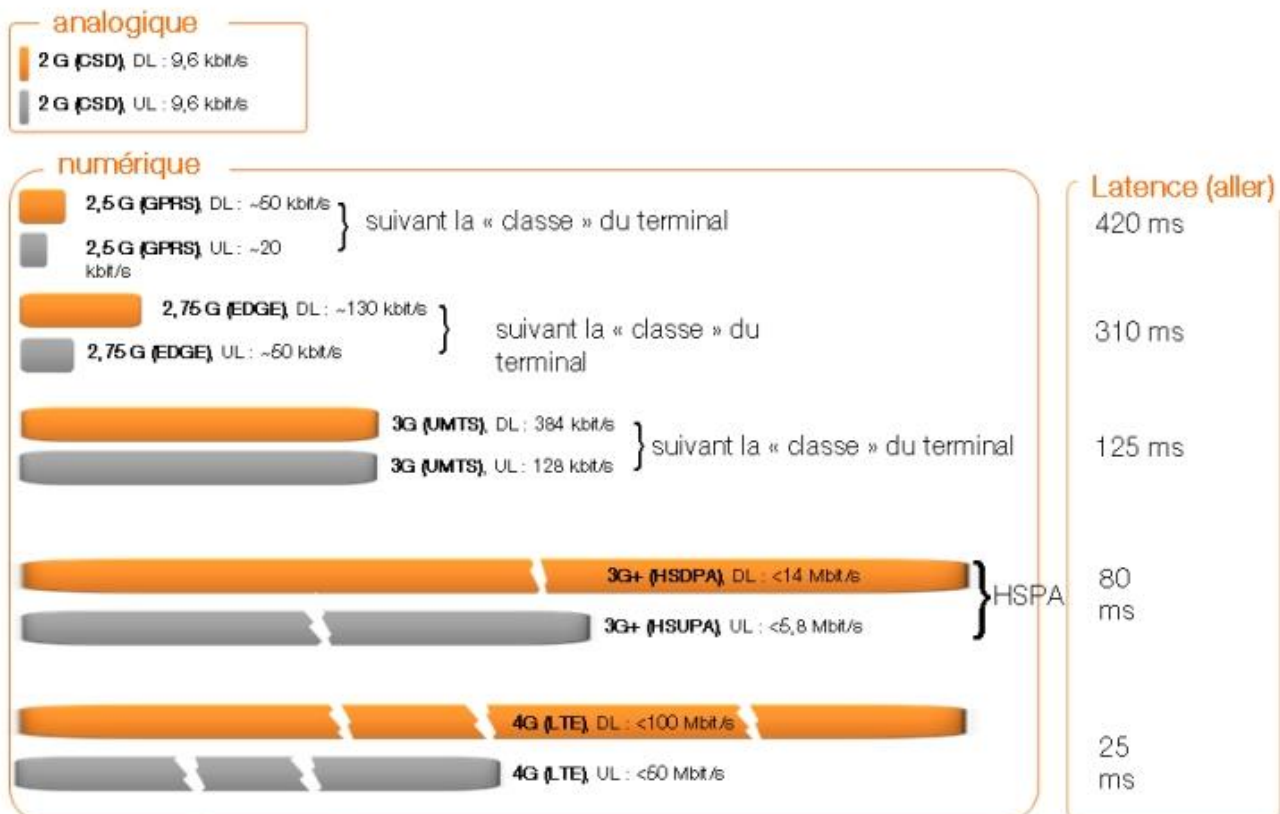 analogique
2 G (CSD), DL : 9,6 kbit/s
2 G (CSD), UL : 9,6 kbit/s
numérique
2,5 G (GPRS), DL : ~50 kbit/s
2,5 G (GPRS), UL : ~20
kbit/s
suivant la « classe » du terminal
2,75 G (EDGE), DL : ~130 kbit/s
2,75 G (EDGE), UL : ~50 kbit/s
suivant la « classe » du
terminal
3G (UMTS), DL : 384 kbit/s
3G (UMTS), UL : 128 kbit/s
suivant la « classe » du terminal
3G+ (HSDPA), DL : <14 Mbit/s
3G+ (HSUPA), UL : <5,8 Mbit/s
HSPA
4G (LTE), DL : <100 Mbit/s
4G (LTE), UL : <50 Mbit/s
Latence (aller)
420 ms
310 ms
125 ms
80
ms
25
ms